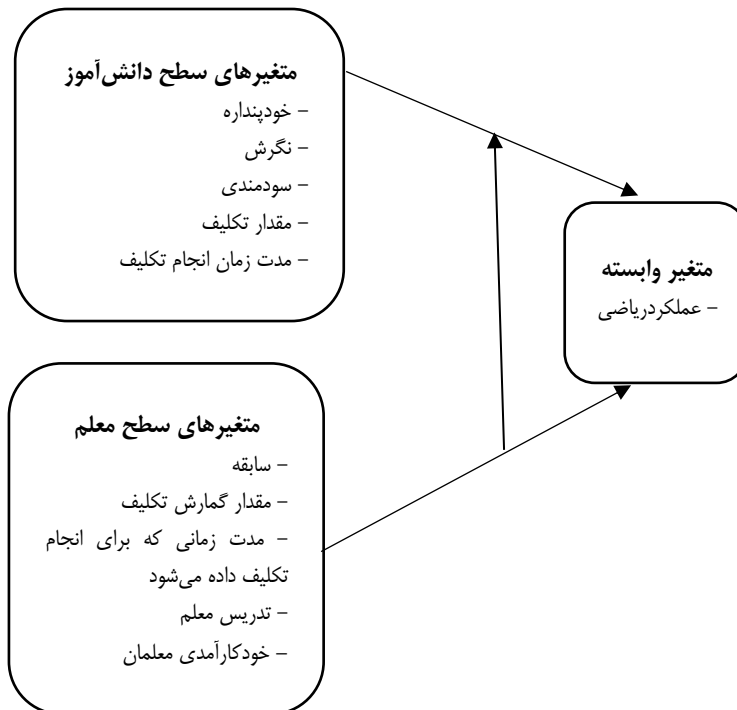 متغیرهای سطح دانش‌آموز
– خودپنداره
– نگرش
– سودمندی
– مقدار تکلیف
– مدت زمان انجام تکلیف
متغیر وابسته
– عملکردریاضی
متغیرهای سطح معلم
– سابقه
– مقدار گمارش تکلیف
– مدت زمانی که برای انجام
تکلیف داده می‌شود
– تدریس معلم
– خودکارآمدی معلمان